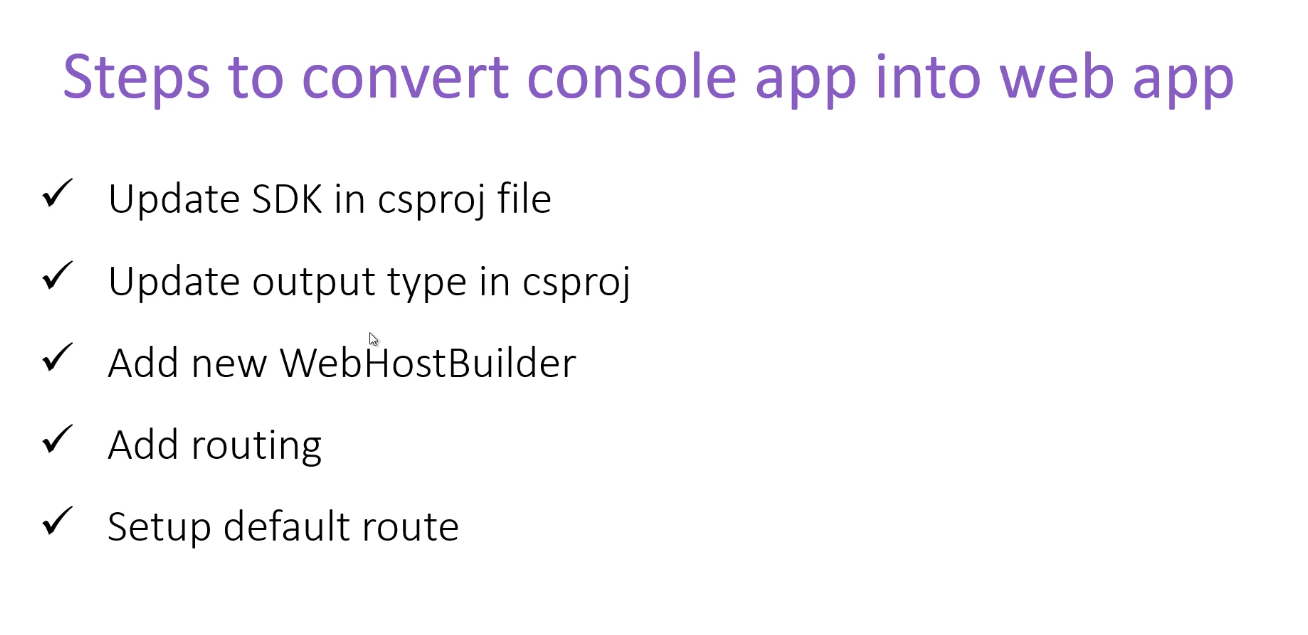 Steps to convert console app into web app
✓ Update SDK in csproj file
✓ Update output type in csproj
✓ Add new WebHostBuilder
✓ Add routing
✓ Setup default route